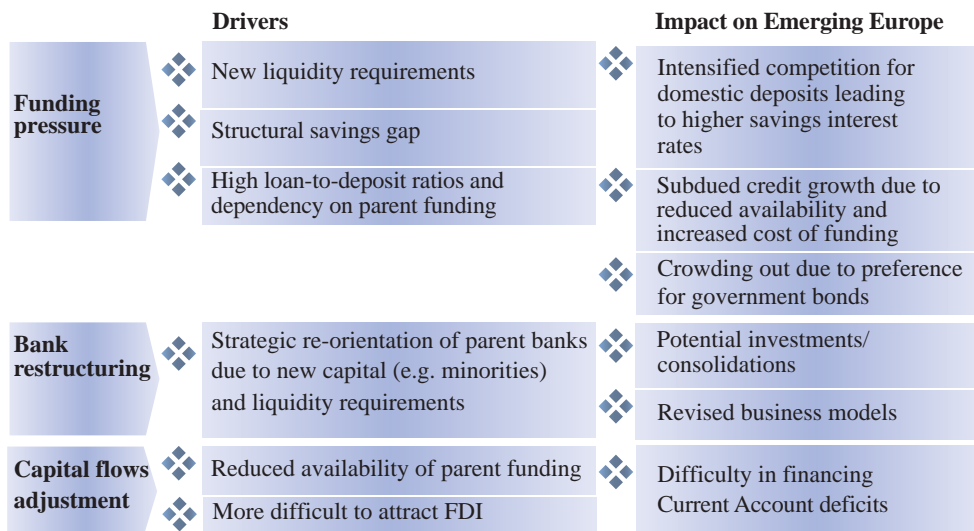 Drivers
Impact on Emerging Europe
Funding
pressure
New liquidity requirements
Structural savings gap
High loan-to-deposit ratios and
dependency on parent funding
Intensified competition for
domestic deposits leading
to higher savings interest
rates
Subdued credit growth due to
reduced availability and
increased cost of funding
Crowding out due to preference
for government bonds
Bank
restructuring
Strategic re-orientation of parent banks
due to new capital (e.g. minorities)
and liquidity requirements
Potential investments/
consolidations
Revised business models
Capital flows
adjustment
Reduced availability of parent funding
More difficult to attract FDI
Difficulty in financing
Current Account deficits